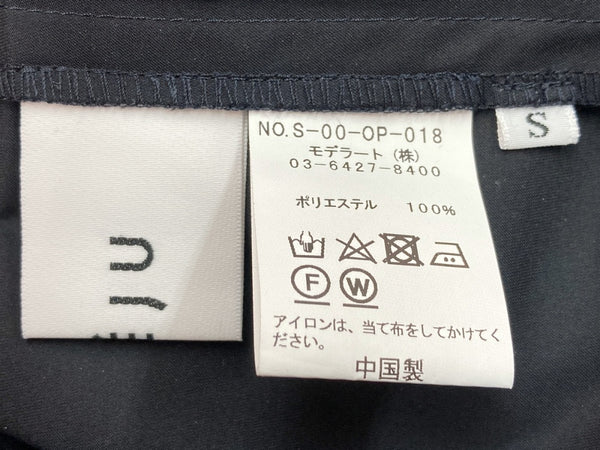 NO.S-00-OP-018
モデラート (株)
03-6427-8400
ポリエステル 100%
F W
アイロンは、当て布をしてかけてく
ださい。
中国製
S